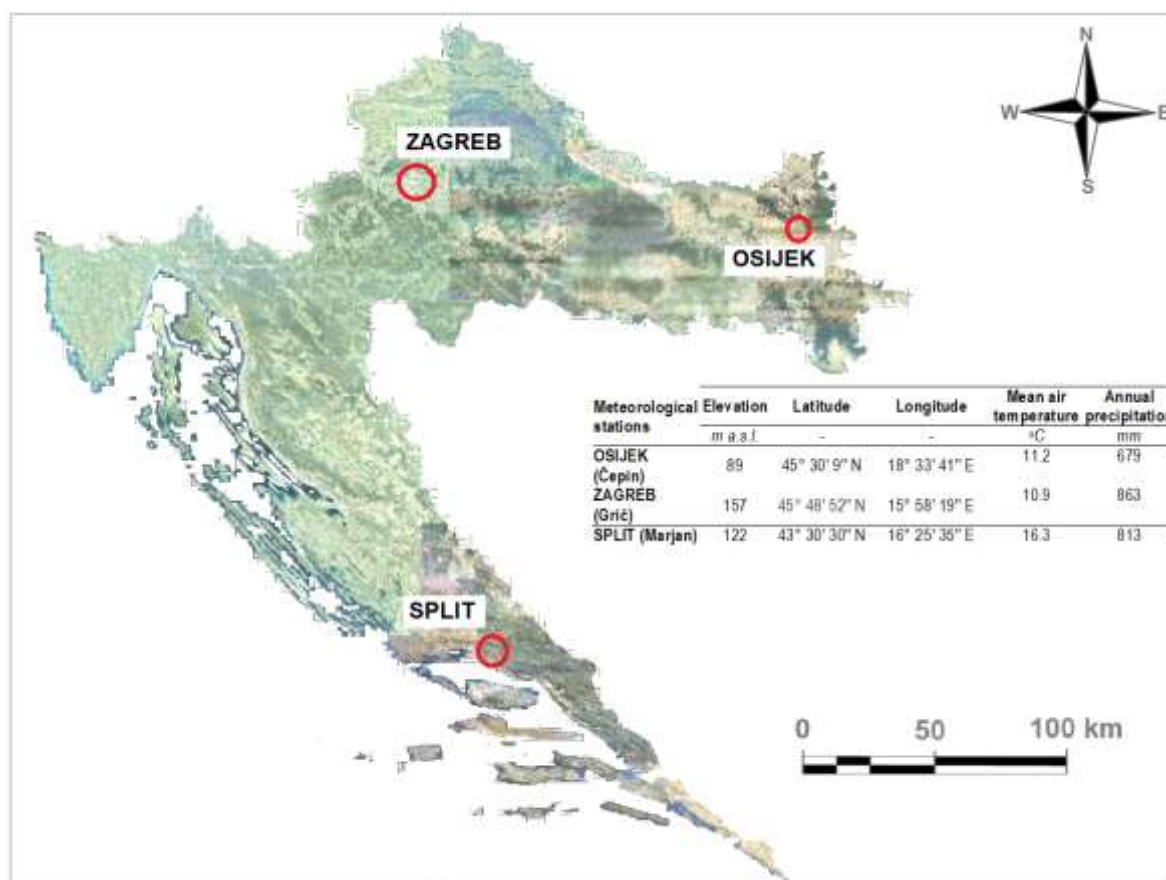 N
W
E
S
ZAGREB
OSIJEK
Meteorological stations Elevation Latitude Longitude Mean air temperature Annual precipitation
m a.s.l. - - °C mm
OSIJEK (Čepin) 89 45° 30' 9" N 18° 33' 41" E 11.2 679
ZAGREB (Grič) 157 45° 48' 52" N 15° 58' 19" E 10.9 863
SPLIT (Marjan) 122 43° 30' 30" N 16° 25' 35" E 16.3 813
SPLIT
0 50 100 km